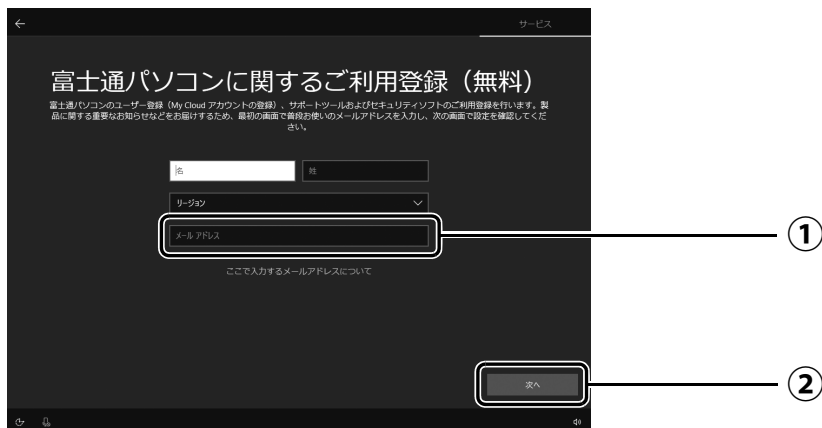 サービス
富士通パソコンに関するご利用登録（無料）
富士通パソコンのユーザー登録（My Cloud アカウントの登録）、サポートツールおよびセキュリティソフトのご利用登録を行います。製
品に関する重要なお知らせなどをお届けするため、最初の画面で普段お使いのメールアドレスを入力し、次の画面で設定を確認してくだ
さい。
名 姓
リージョン
メール アドレス
①
ここで入力するメールアドレスについて
次へ
②